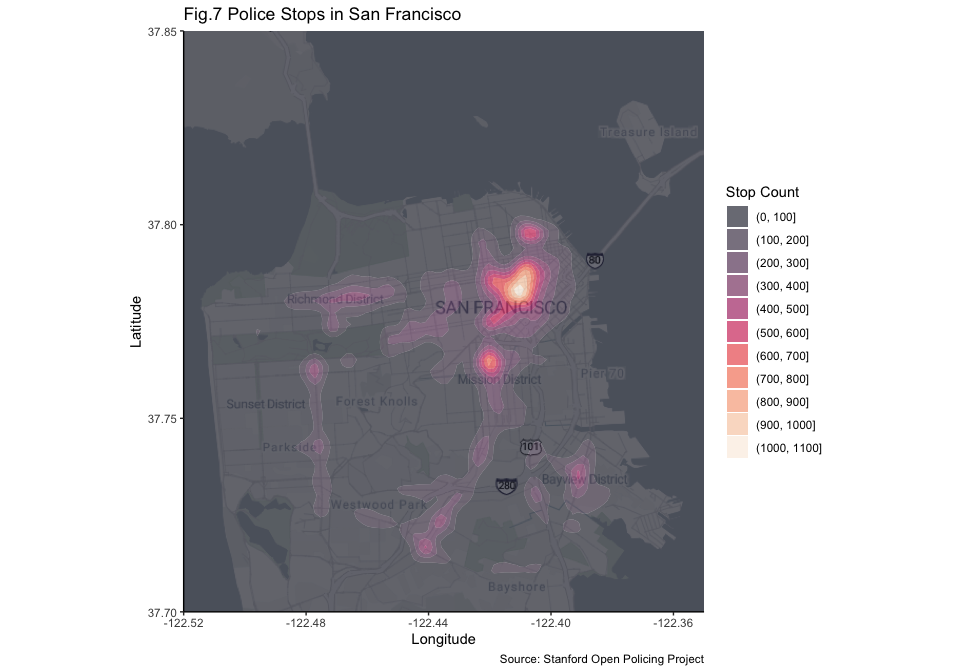 Fig.7 Police Stops in San Francisco
37.85
37.80
37.75
37.70
Latitude
Treasure Island
80
Richmond District
SAN FRANCISCO
Mission District
Pier 70
Sunset District
Forest Knolls
Parkside
101
280
Bayview District
Westwood Park
Bayshore
-122.52
-122.48
-122.44
-122.40
-122.36
Longitude
Source: Stanford Open Policing Project
Stop Count
(0, 100]
(100, 200]
(200, 300]
(300, 400]
(400, 500]
(500, 600]
(600, 700]
(700, 800]
(800, 900]
(900, 1000]
(1000, 1100]